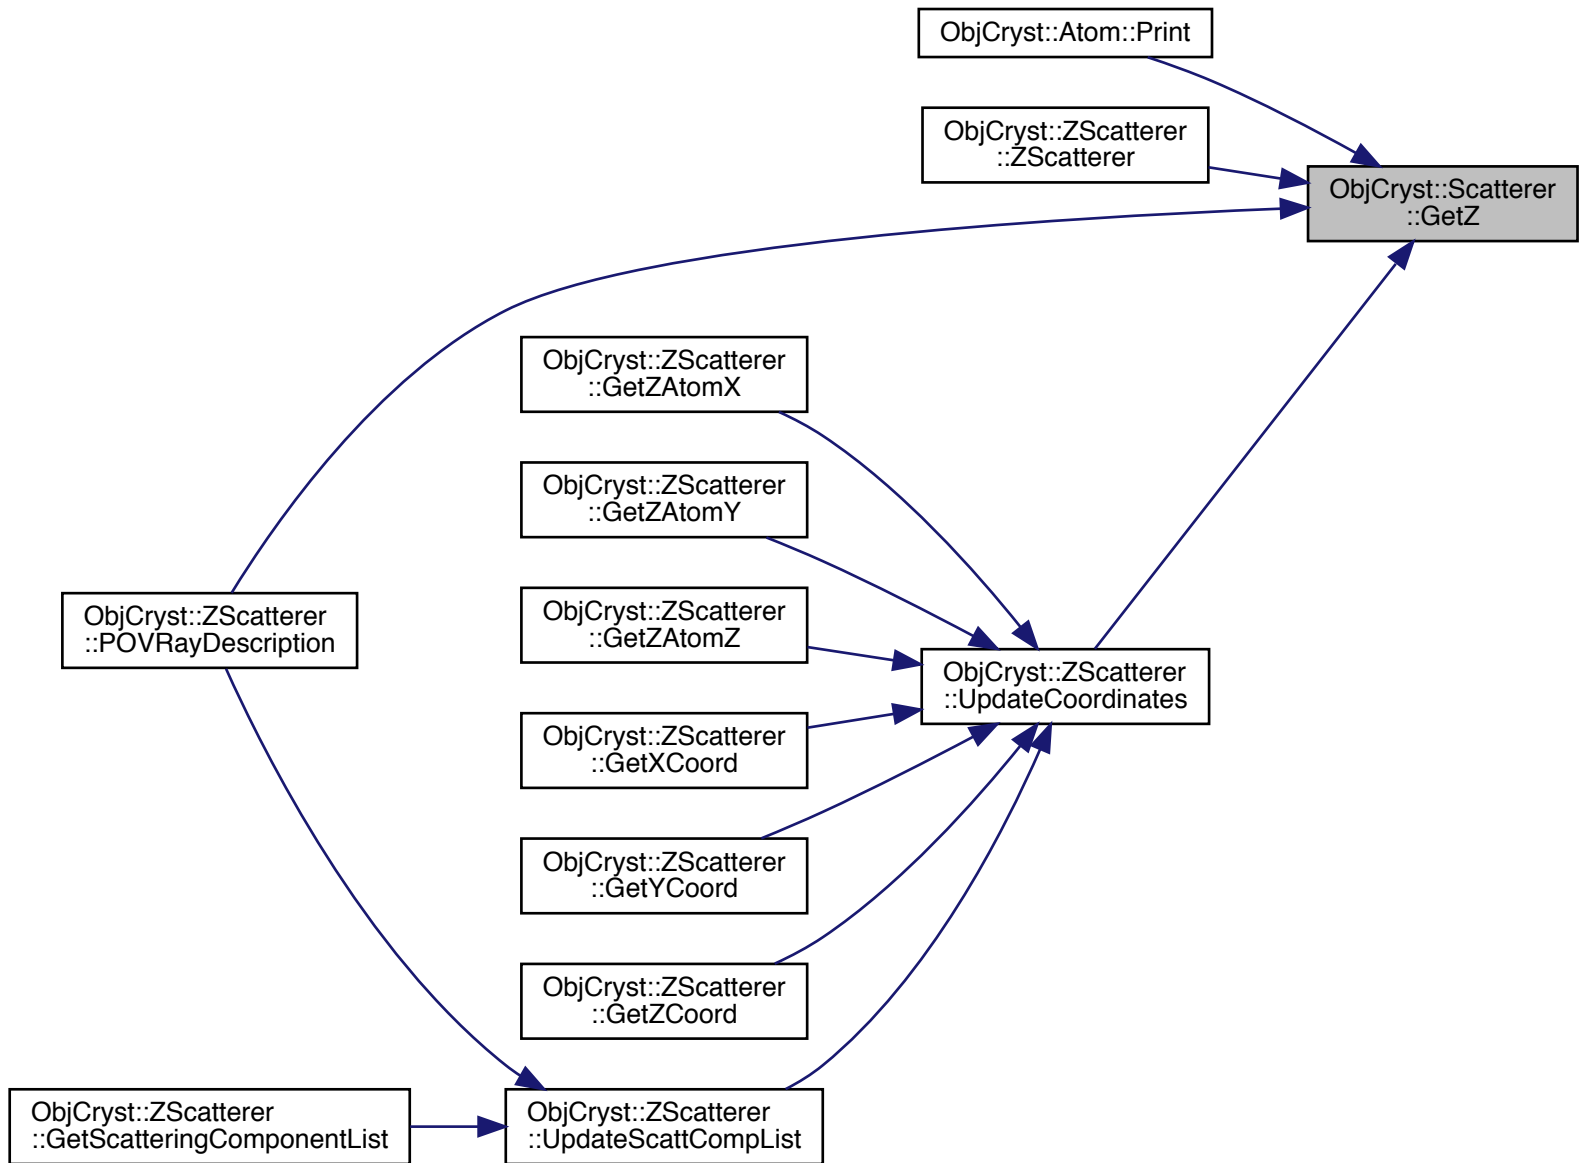 ObjCryst::Atom::Print
ObjCryst::ZScatterer
::ZScatterer
ObjCryst::Scatterer
::GetZ
ObjCryst::ZScatterer
::GetZAtomX
ObjCryst::ZScatterer
::GetZAtomY
ObjCryst::ZScatterer
::GetZAtomZ
ObjCryst::ZScatterer
::POVRayDescription
ObjCryst::ZScatterer
::UpdateCoordinates
ObjCryst::ZScatterer
::GetXCoord
ObjCryst::ZScatterer
::GetYCoord
ObjCryst::ZScatterer
::GetZCoord
ObjCryst::ZScatterer
::GetScatteringComponentList
ObjCryst::ZScatterer
::UpdateScattCompList